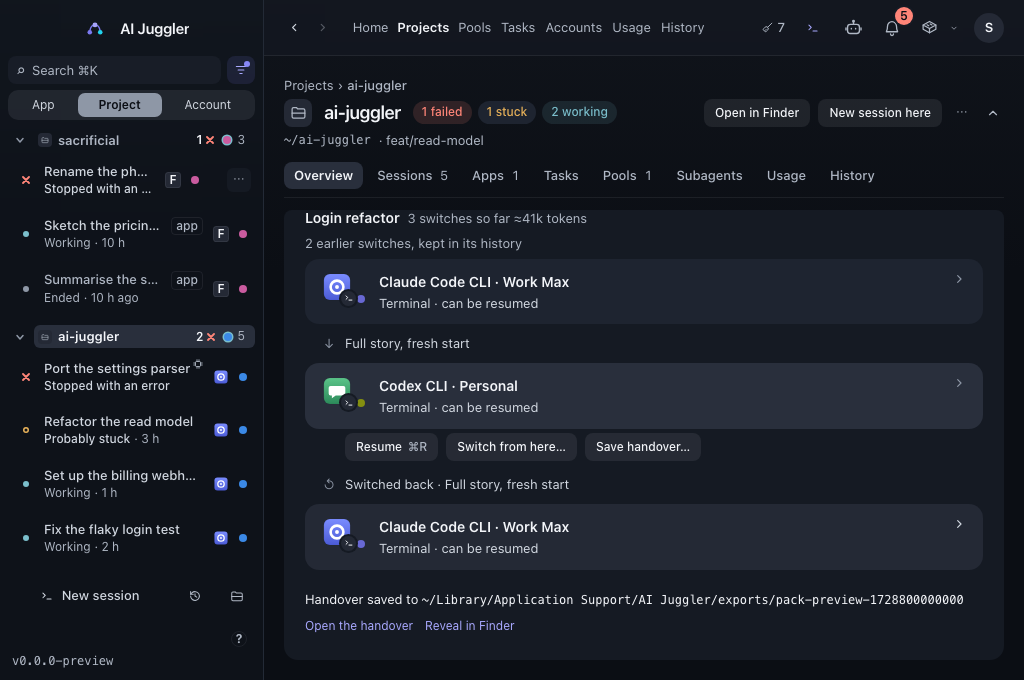 AI Juggler
Search ⌘K
App Project Account
sacrificial 1 3
Rename the ph...
Stopped with an ...
F
Sketch the pricin... app
Working · 10 h
F
Summarise the s... app
Ended · 10 h ago
F
ai-juggler 2 5
Port the settings parser
Stopped with an error
Refactor the read model
Probably stuck · 3 h
Set up the billing webh...
Working · 1 h
Fix the flaky login test
Working · 2 h
New session
?
v0.0.0-preview
Home Projects Pools Tasks Accounts Usage History
7
5
S
Projects › ai-juggler
ai-juggler 1 failed 1 stuck 2 working Open in Finder New session here ...
~/ai-juggler · feat/read-model
Overview Sessions 5 Apps 1 Tasks Pools 1 Subagents Usage History
Login refactor 3 switches so far ≈41k tokens
2 earlier switches, kept in its history
Claude Code CLI · Work Max
Terminal · can be resumed
↓ Full story, fresh start
Codex CLI · Personal
Terminal · can be resumed
Resume ⌘R Switch from here... Save handover...
Switched back · Full story, fresh start
Claude Code CLI · Work Max
Terminal · can be resumed
Handover saved to ~/Library/Application Support/AI Juggler/exports/pack-preview-1728800000000
Open the handover Reveal in Finder